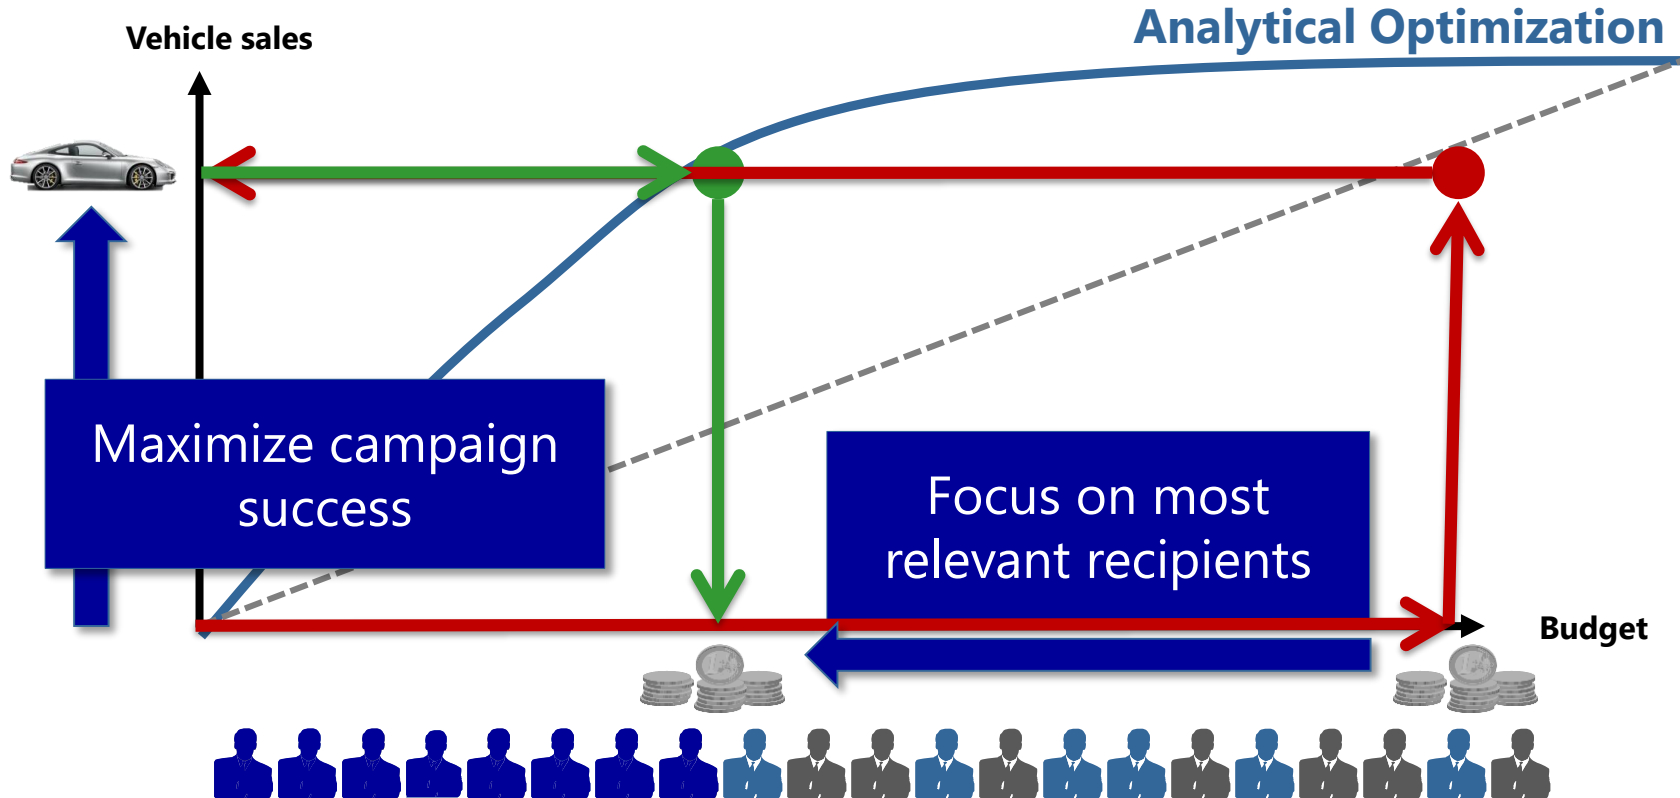 Analytical Optimization
Vehicle sales
Maximize campaign
success
Focus on most
relevant recipients
Budget